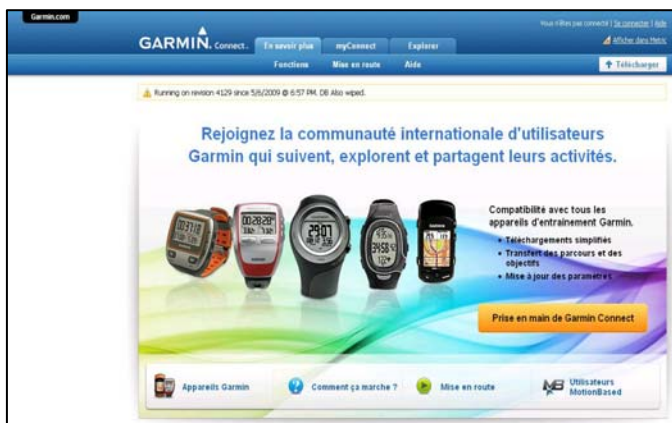 Garmin.com
Vous n'êtes pas connecté | Se connecter | Aide
GARMIN. Connect.
En savoir plus
myConnect
Explorer
Afficher dans Metric
Fonctions
Mise en route
Aide
Télécharger
Running on revision 4129 since 5/6/2009 @ 6:57 PM. DB Also wiped.
Rejoignez la communauté internationale d'utilisateurs
Garmin qui suivent, explorent et partagent leurs activités.
Compatibilité avec tous les
appareils d'entraînement Garmin.
• Téléchargements simplifiés
• Transfert des parcours et des
objectifs
• Mise à jour des paramètres
Prise en main de Garmin Connect
Appareils Garmin
Comment ça marche ?
Mise en route
MB
Utilisateurs
MotionBased